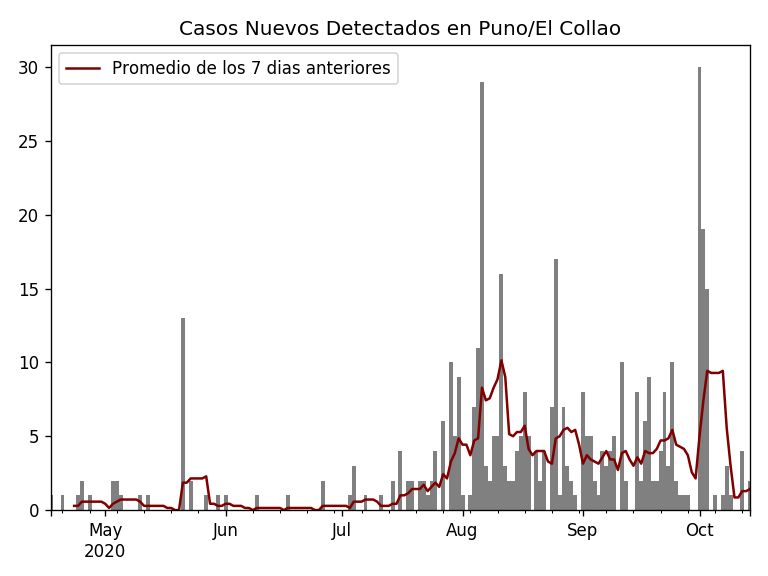 Casos Nuevos Detectados en Puno/El Collao
Promedio de los 7 dias anteriores
30
25
20
15
10
5
0
May Jun Jul Aug Sep Oct
2020